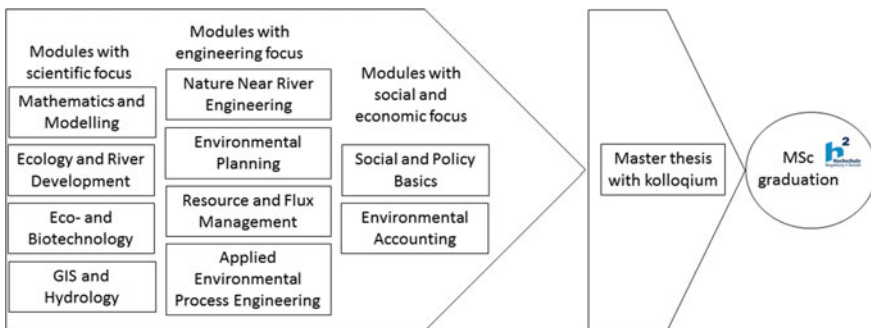 Modules with
scientific focus
Mathematics and
Modelling
Ecology and River
Development
Eco- and
Biotechnology
GIS and
Hydrology
Modules with
engineering focus
Nature Near River
Engineering
Environmental
Planning
Resource and Flux
Management
Applied
Environmental
Process Engineering
Modules with
social and
economic focus
Social and Policy
Basics
Environmental
Accounting
Master thesis
with kolloqium
MSc
graduation
h2
Hochschule